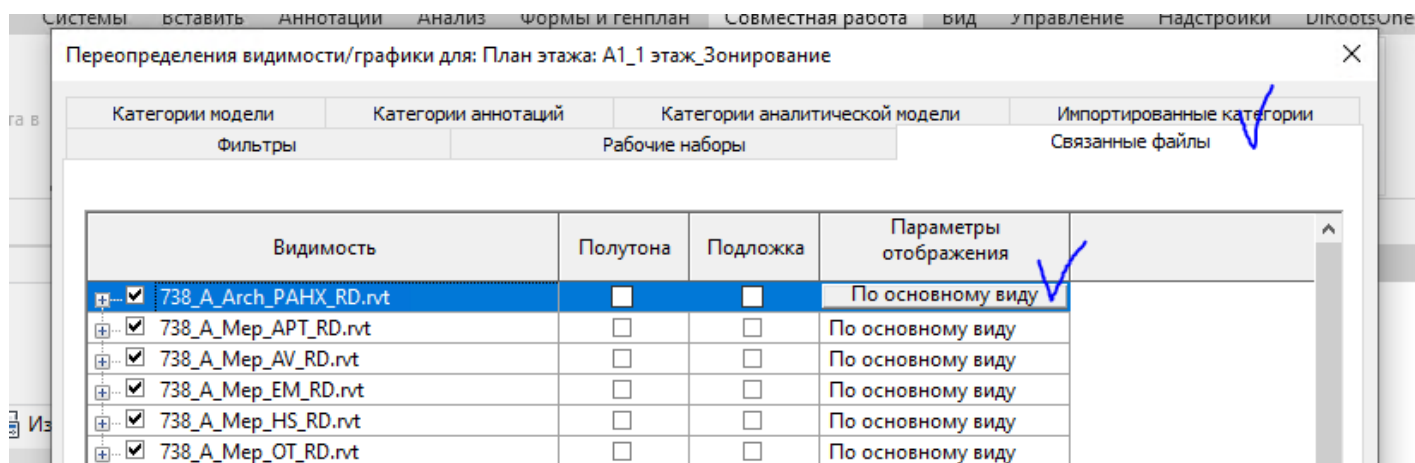 Системы Вставить Аннотации Анализ Формы и генплан Совместная работа Вид Управление Надстройки DiRootsOne
Переопределения видимости/графики для: План этажа: А1_1 этаж_Зонирование
та в
Категории модели Категории аннотаций Категории аналитической модели Импортированные категории
Фильтры Рабочие наборы Связанные файлы
Видимость Полутона Подложка Параметры отображения
738_A_Arch_PAHX_RD.rvt По основному виду
738_A_Mep_APT_RD.rvt По основному виду
738_A_Mep_AV_RD.rvt По основному виду
738_A_Mep_EM_RD.rvt По основному виду
Из 738_A_Mep_HS_RD.rvt По основному виду
738_A_Mep_OT_RD.rvt По основному виду